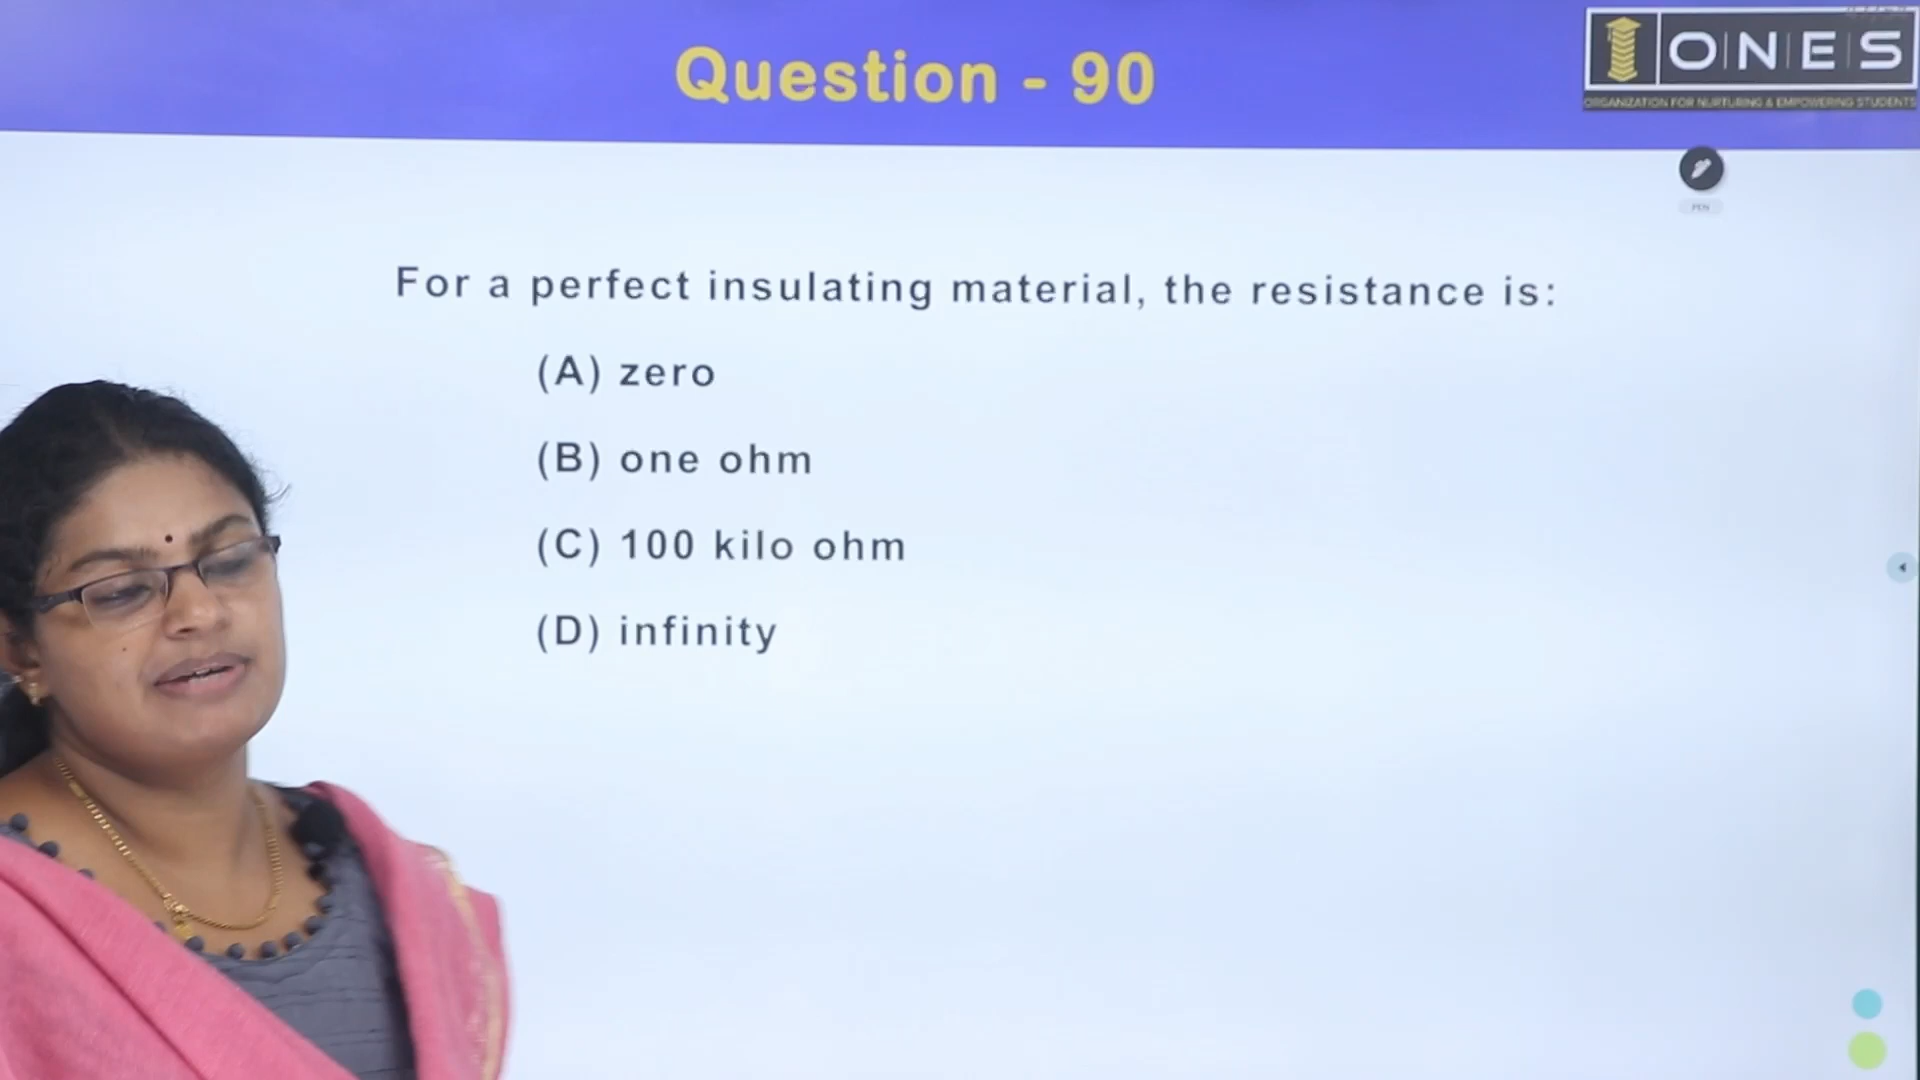 Question - 90
O|N|E|S
ORGANIZATION FOR NURTURING & EMPOWERING STUDENTS
PEN
For a perfect insulating material, the resistance is:
(A) zero
(B) one ohm
(C) 100 kilo ohm
(D) infinity